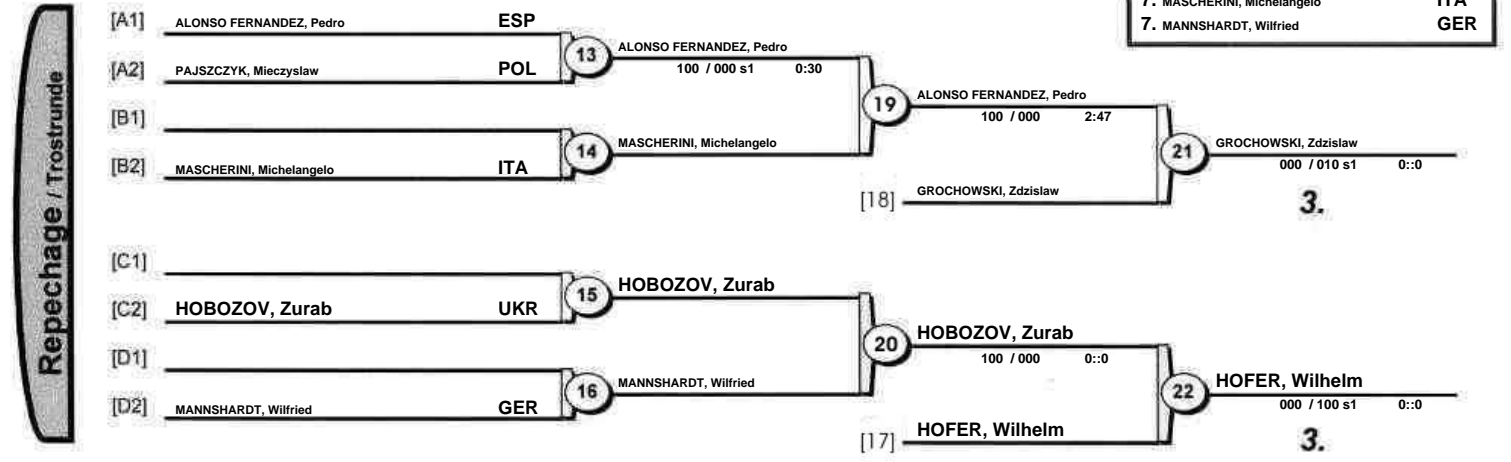 7. MASCHERINI, Michelangelo ITA
7. MANNSHARDT, Wilfried GER
Repechage / Trostrunde
[A1] ALONSO FERNANDEZ, Pedro ESP
13 ALONSO FERNANDEZ, Pedro
100 / 000 s1 0:30
[A2] PAJSZCZYK, Mieczyslaw POL
19 ALONSO FERNANDEZ, Pedro
100 / 000 2:47
[B1]
14 MASCHERINI, Michelangelo
[B2] MASCHERINI, Michelangelo ITA
21 GROCHOWSKI, Zdzislaw
000 / 010 s1 0::0
[18] GROCHOWSKI, Zdzislaw
3.
[C1]
15 HOBOZOV, Zurab
[C2] HOBOZOV, Zurab UKR
20 HOBOZOV, Zurab
100 / 000 0::0
[D1]
16 MANNSHARDT, Wilfried
[D2] MANNSHARDT, Wilfried GER
22 HOFER, Wilhelm
000 / 100 s1 0::0
[17] HOFER, Wilhelm
3.